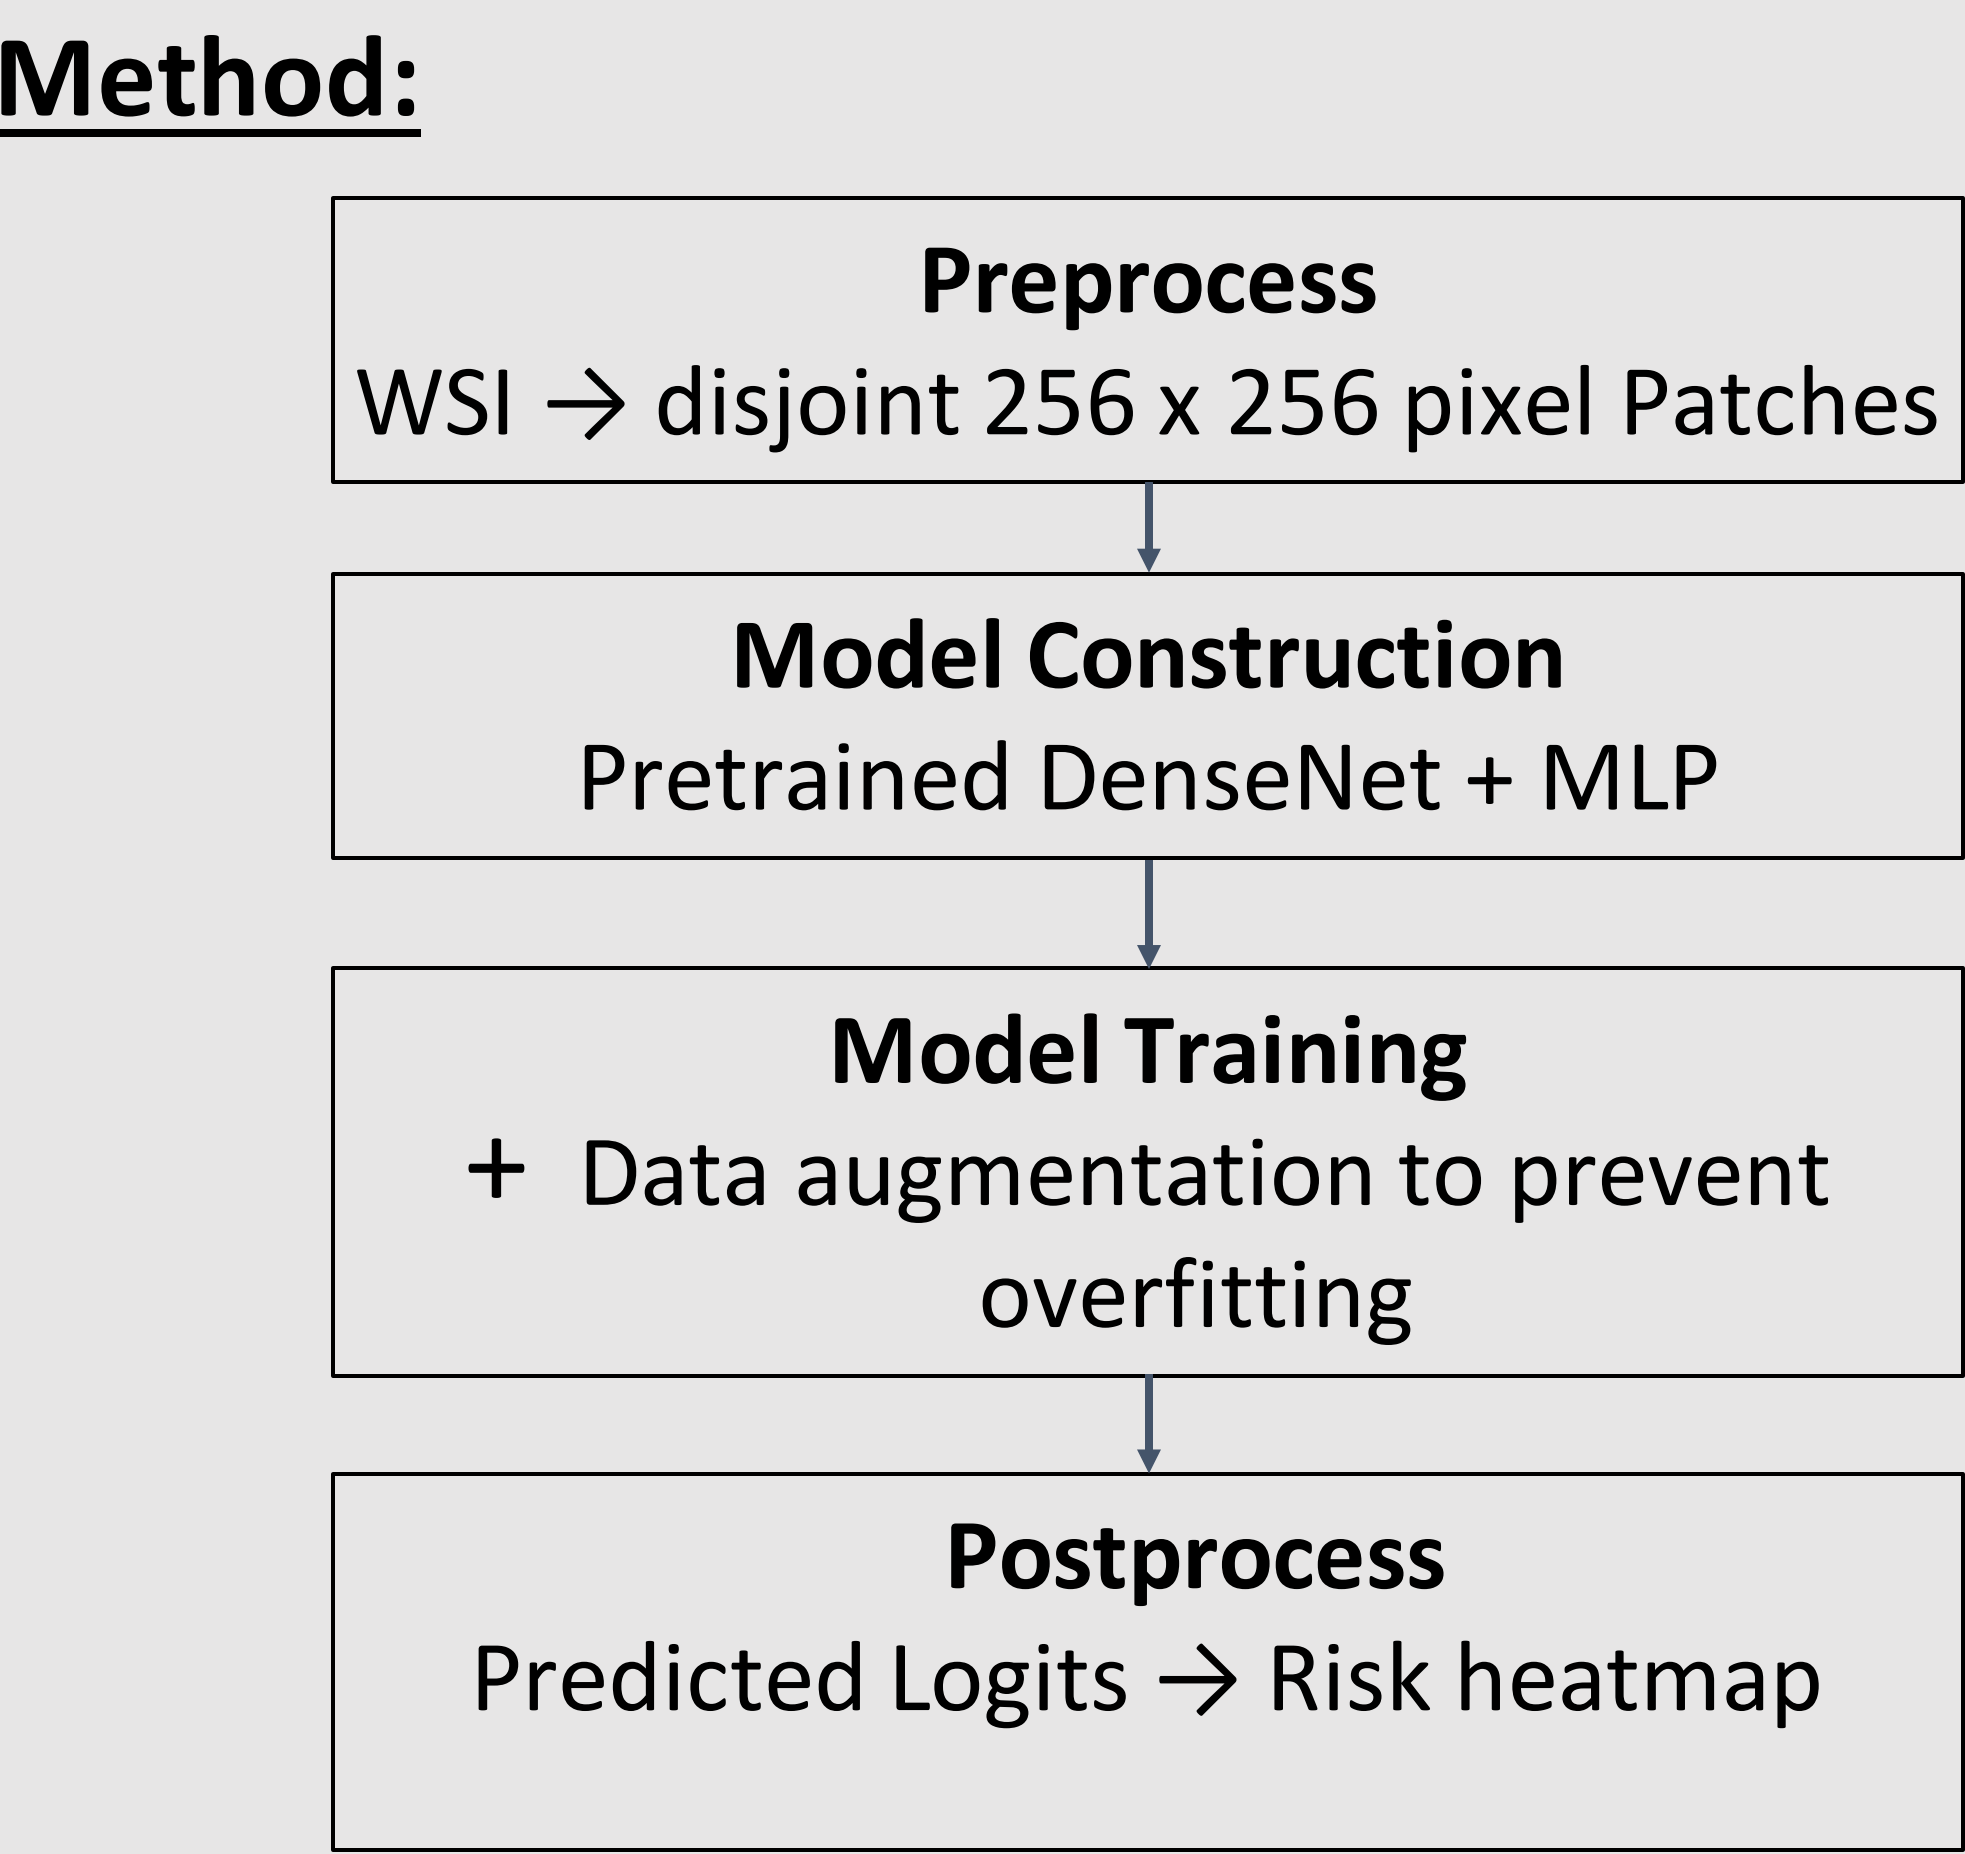 Method:
Preprocess
WSI → disjoint 256 x 256 pixel Patches
Model Construction
Pretrained DenseNet + MLP
Model Training
+ Data augmentation to prevent
overfitting
Postprocess
Predicted Logits → Risk heatmap